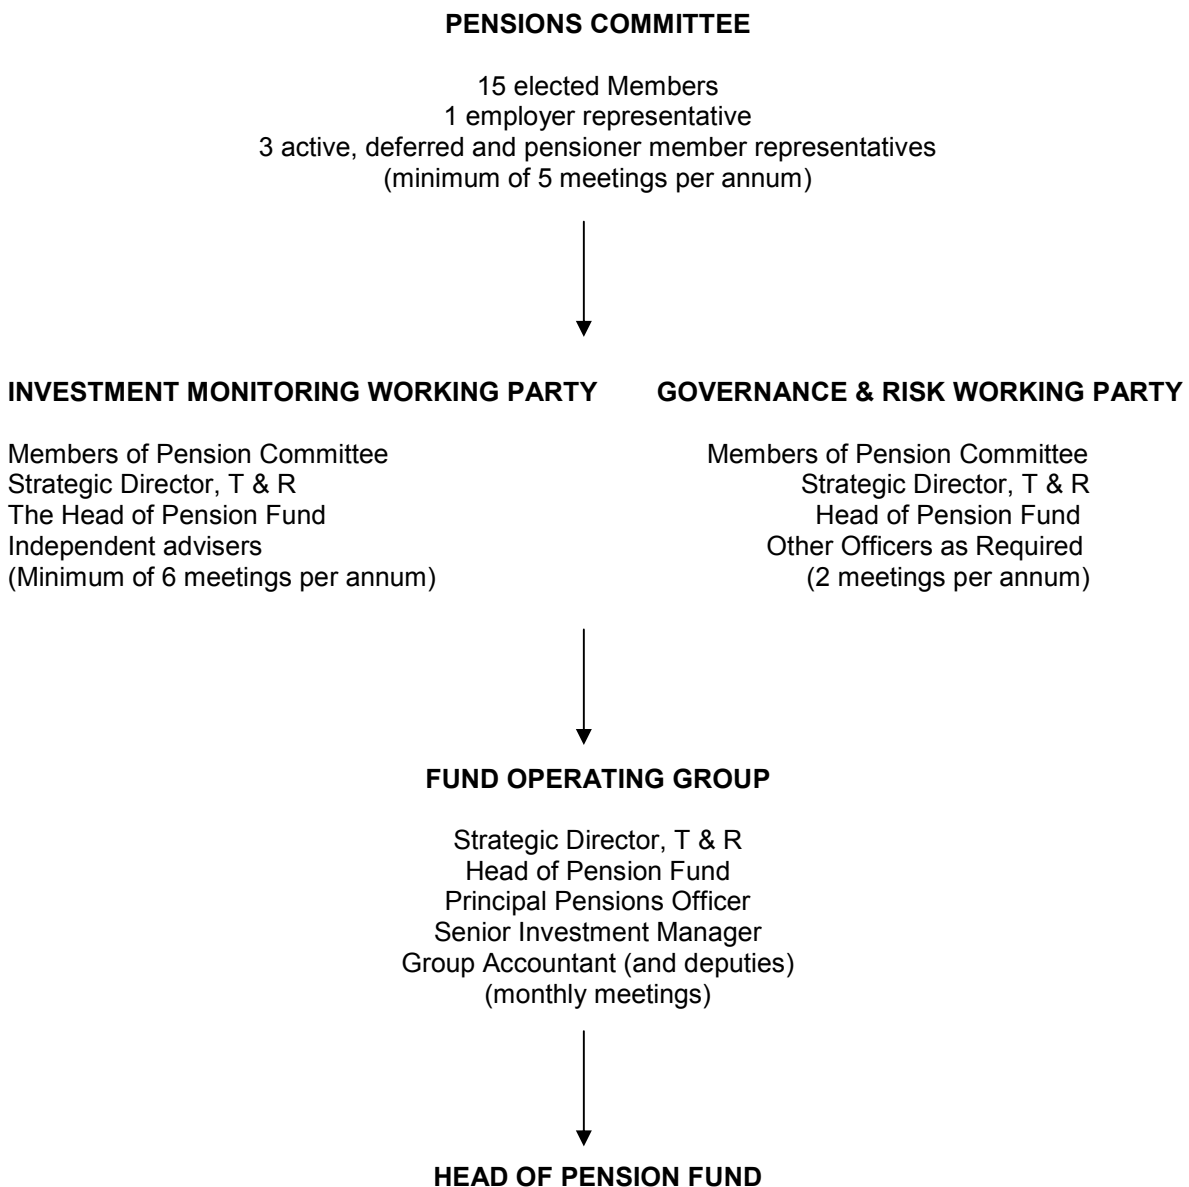 PENSIONS COMMITTEE
15 elected Members
1 employer representative
3 active, deferred and pensioner member representatives
(minimum of 5 meetings per annum)
INVESTMENT MONITORING WORKING PARTY
Members of Pension Committee
Strategic Director, T & R
The Head of Pension Fund
Independent advisers
(Minimum of 6 meetings per annum)
GOVERNANCE & RISK WORKING PARTY
Members of Pension Committee
Strategic Director, T & R
Head of Pension Fund
Other Officers as Required
(2 meetings per annum)
FUND OPERATING GROUP
Strategic Director, T & R
Head of Pension Fund
Principal Pensions Officer
Senior Investment Manager
Group Accountant (and deputies)
(monthly meetings)
HEAD OF PENSION FUND